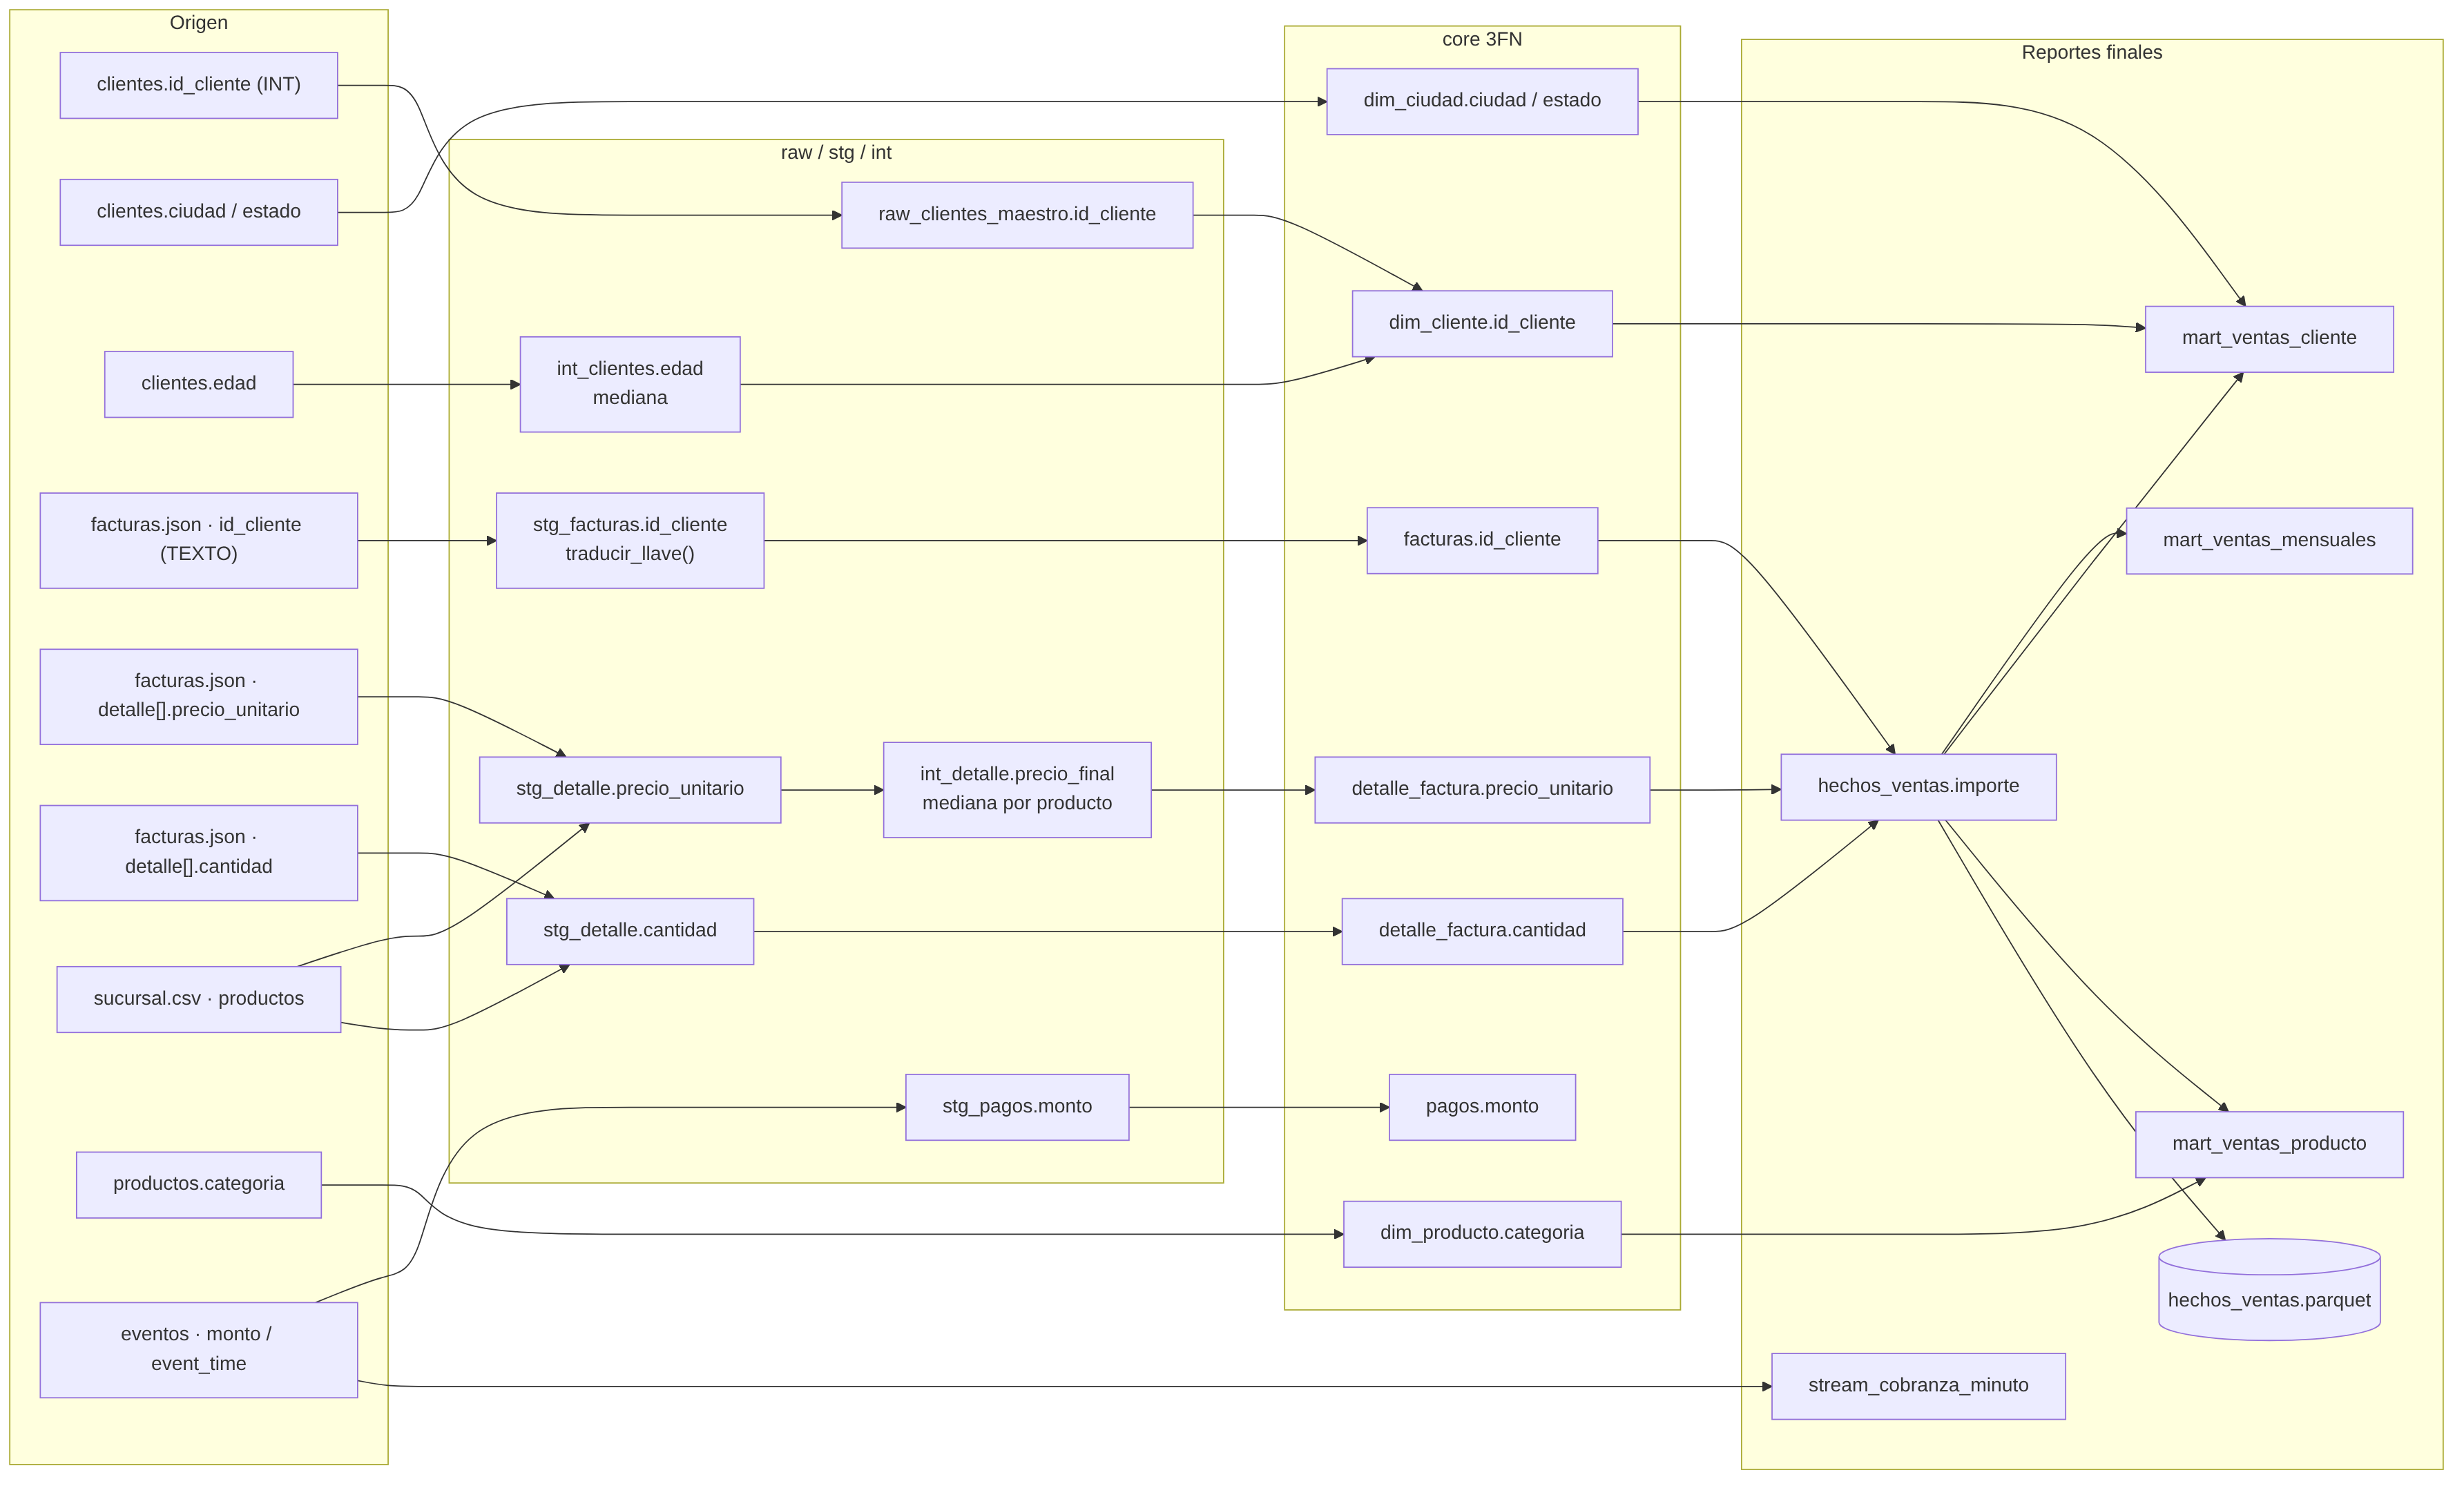 Origen
clientes.id_cliente (INT)
clientes.ciudad / estado
clientes.edad
facturas.json · id_cliente
(TEXTO)
facturas.json ·
detalle[].precio_unitario
facturas.json ·
detalle[].cantidad
sucursal.csv · productos
productos.categoria
eventos · monto /
event_time
raw / stg / int
raw_clientes_maestro.id_cliente
int_clientes.edad
mediana
stg_facturas.id_cliente
traducir_llave()
stg_detalle.precio_unitario
int_detalle.precio_final
mediana por producto
stg_detalle.cantidad
stg_pagos.monto
core 3FN
dim_ciudad.ciudad / estado
dim_cliente.id_cliente
facturas.id_cliente
detalle_factura.precio_unitario
detalle_factura.cantidad
pagos.monto
dim_producto.categoria
Reportes finales
mart_ventas_cliente
mart_ventas_mensuales
hechos_ventas.importe
mart_ventas_producto
hechos_ventas.parquet
stream_cobranza_minuto